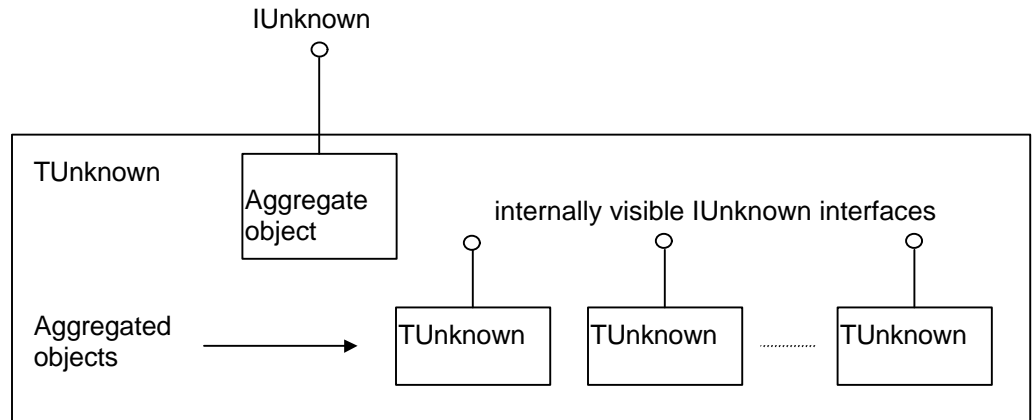 IUnknown
TUnknown
Aggregate
object
internally visible IUnknown interfaces
Aggregated
objects
TUnknown
TUnknown
TUnknown